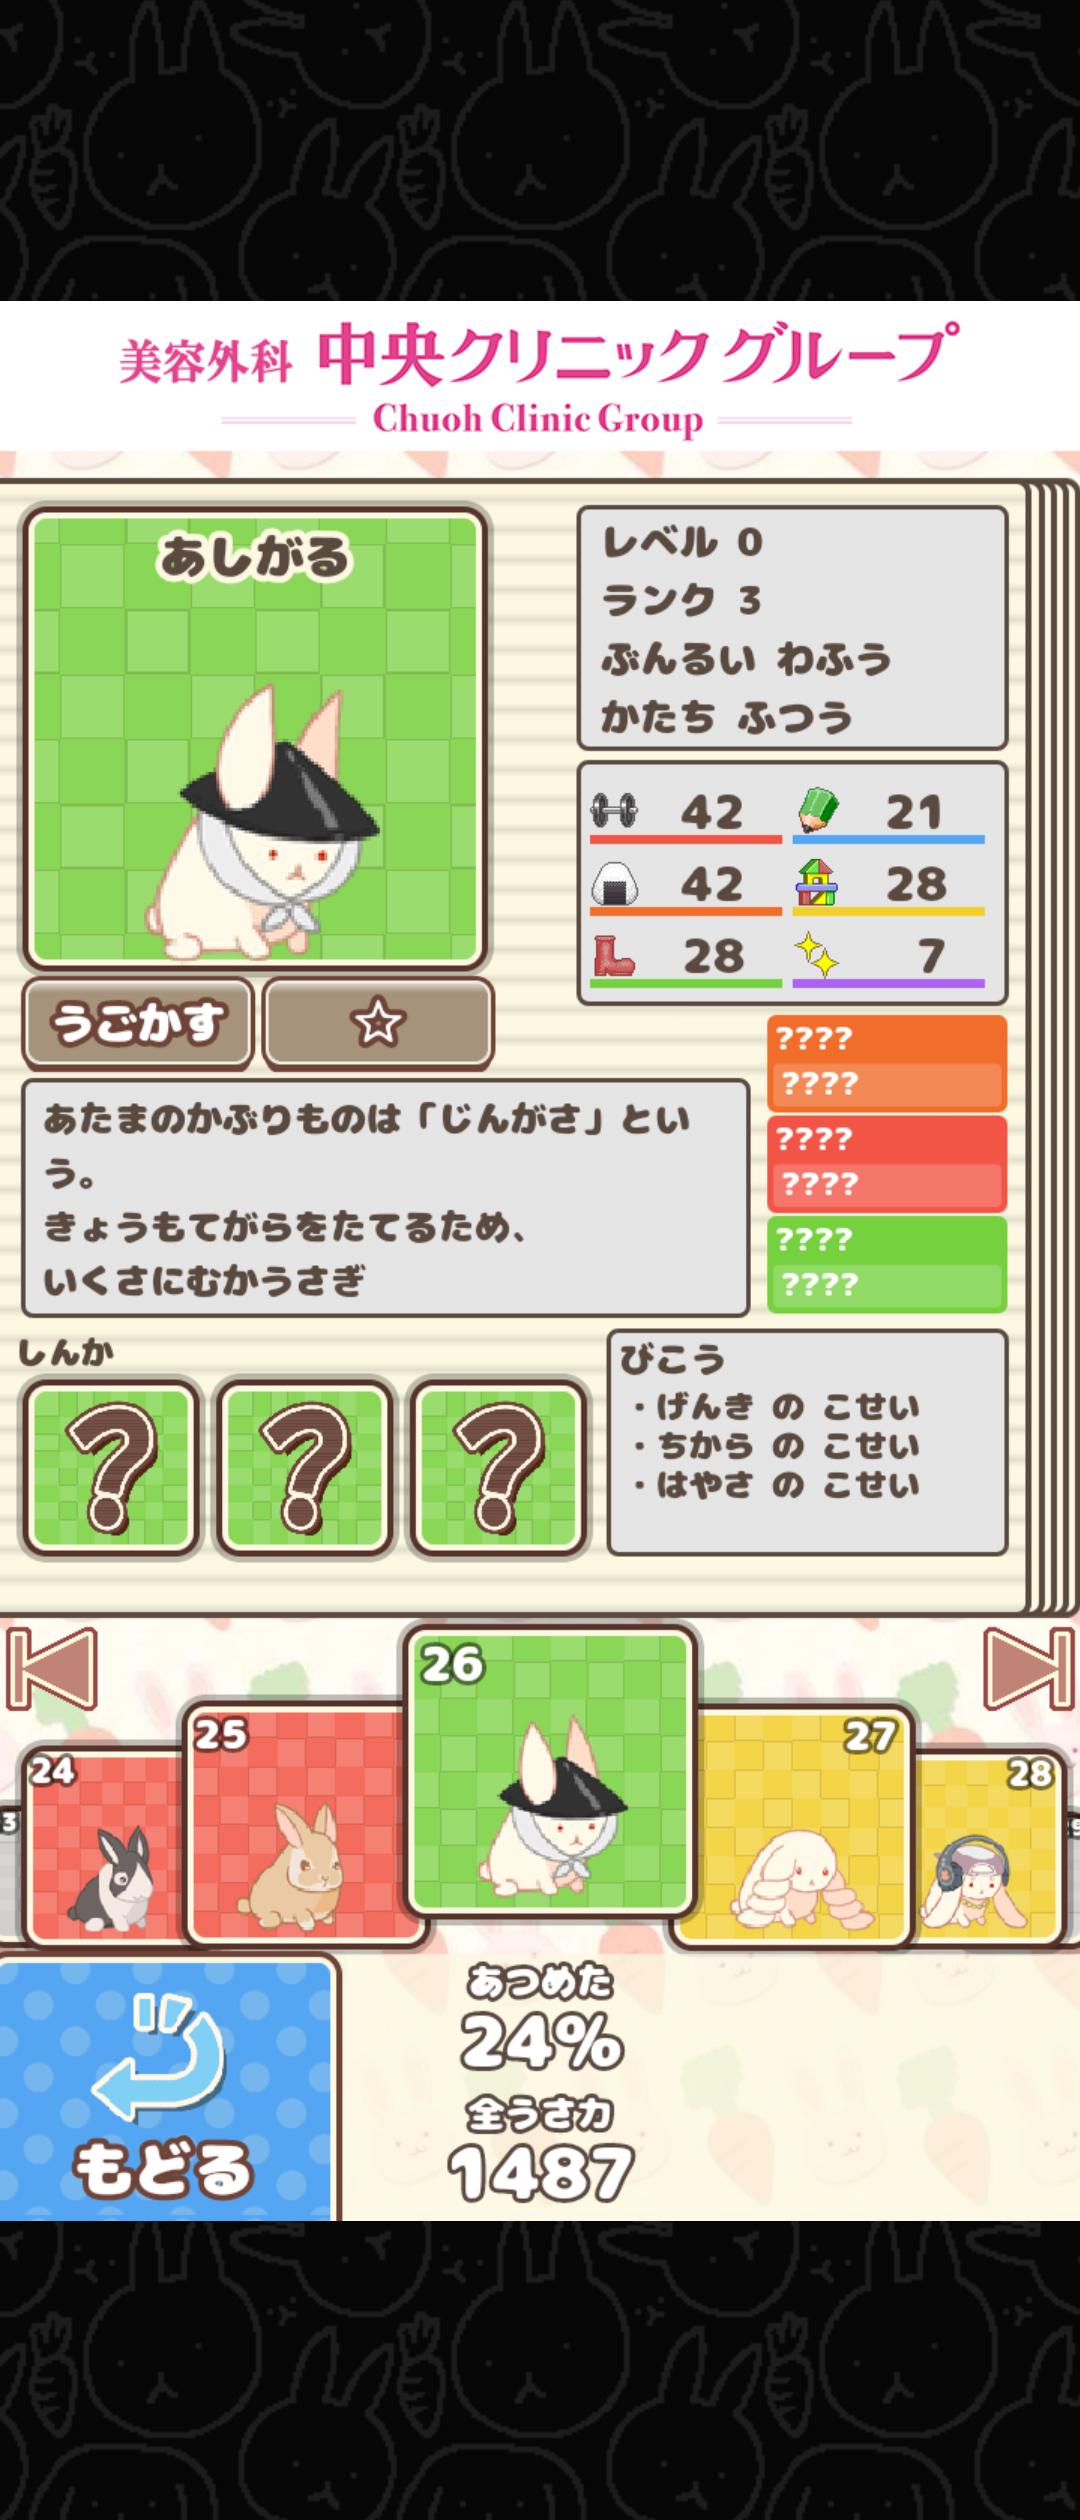 美容外科 中央クリニックグループ
Chuoh Clinic Group
あしがる
レベル 0
ランク 3
ぶんるい わふう
かたち ふつう
42 21
42 28
28 7
うごかす ☆
????
????
????
????
????
????
あたまのかぶりものは「じんがさ」とい
う。
きょうもてがらをたてるため、
いくさにむかううさぎ
しんか
? ? ?
びこう
・げんき の こせい
・ちから の こせい
・はやさ の こせい
24
25
26
27
28
あつめた
24%
全うさ力
1487
もどる